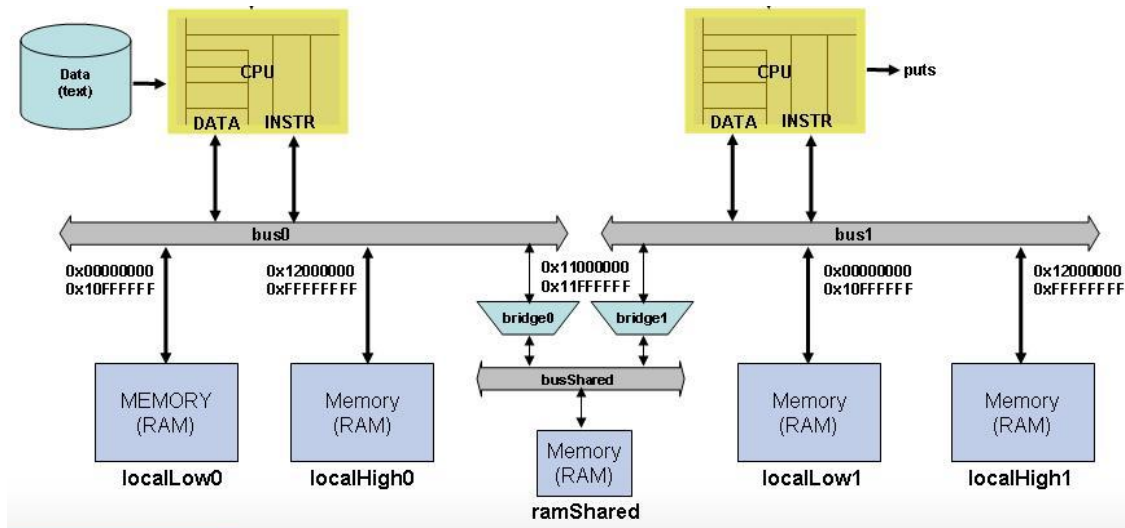 Data
(text)
CPU
DATA INSTR
CPU
DATA INSTR
puts
bus0
bus1
0x00000000
0x10FFFFFF
0x12000000
0xFFFFFFFF
0x11000000
0x11FFFFFF
0x00000000
0x10FFFFFF
0x12000000
0xFFFFFFFF
bridge0
bridge1
busShared
MEMORY
(RAM)
localLow0
Memory
(RAM)
localHigh0
Memory
(RAM)
ramShared
Memory
(RAM)
localLow1
Memory
(RAM)
localHigh1